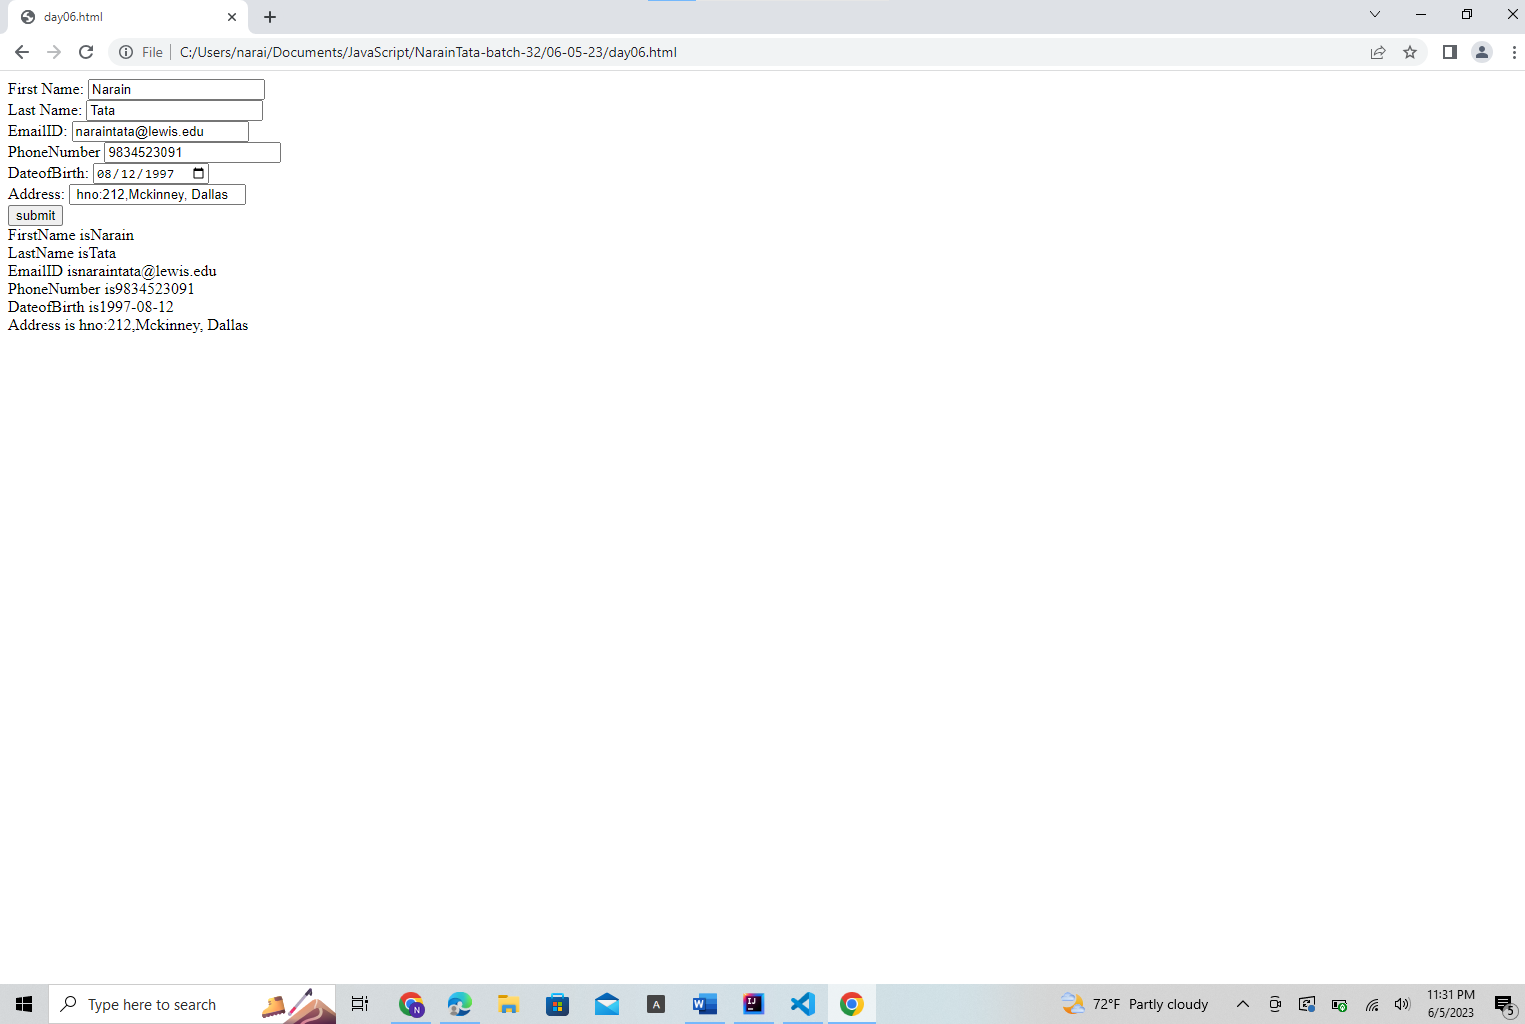 day06.html
File C:/Users/narai/Documents/JavaScript/NarainTata-batch-32/06-05-23/day06.html
First Name: Narain
Last Name: Tata
EmailID: naraintata@lewis.edu
PhoneNumber 9834523091
DateofBirth: 08/12/1997
Address: hno:212,Mckinney, Dallas
submit
FirstName isNarain
LastName isTata
EmailID isnaraintata@lewis.edu
PhoneNumber is9834523091
DateofBirth is1997-08-12
Address is hno:212,Mckinney, Dallas
Type here to search
N
A
W
IJ
72°F Partly cloudy
11:31 PM
6/5/2023
5